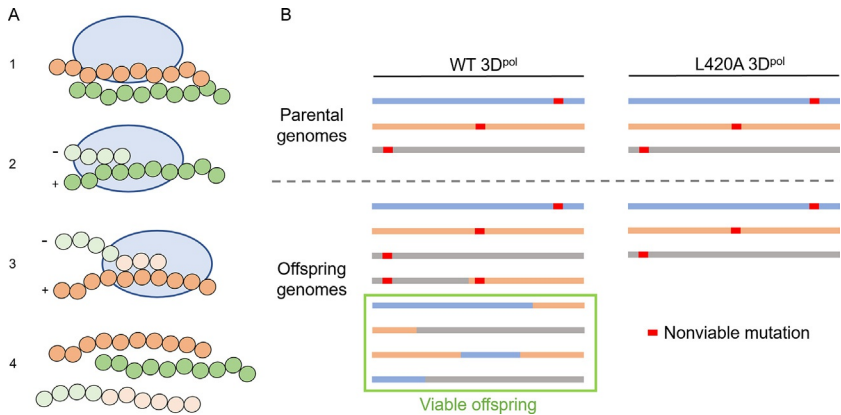 A
B
1
WT 3Dpol
L420A 3Dpol
Parental
genomes
2
-
+
3
-
+
Offspring
genomes
4
Nonviable mutation
Viable offspring